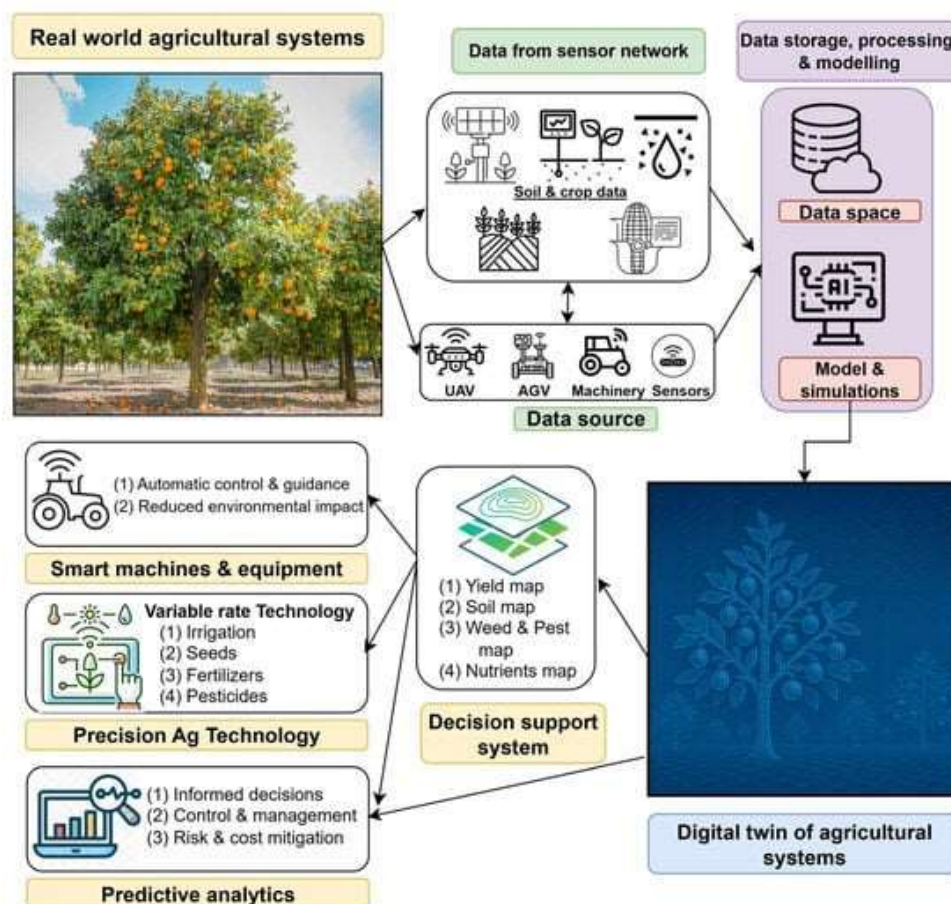 Real world agricultural systems
Data from sensor network
Data storage, processing
& modelling
Soil & crop data
Data space
AI
Model &
simulations
UAV
AGV
Machinery
Sensors
Data source
(1) Automatic control & guidance
(2) Reduced environmental impact
Smart machines & equipment
Variable rate Technology
(1) Irrigation
(2) Seeds
(3) Fertilizers
(4) Pesticides
Precision Ag Technology
(1) Yield map
(2) Soil map
(3) Weed & Pest
map
(4) Nutrients map
Decision support
system
(1) Informed decisions
(2) Control & management
(3) Risk & cost mitigation
Predictive analytics
Digital twin of agricultural
systems